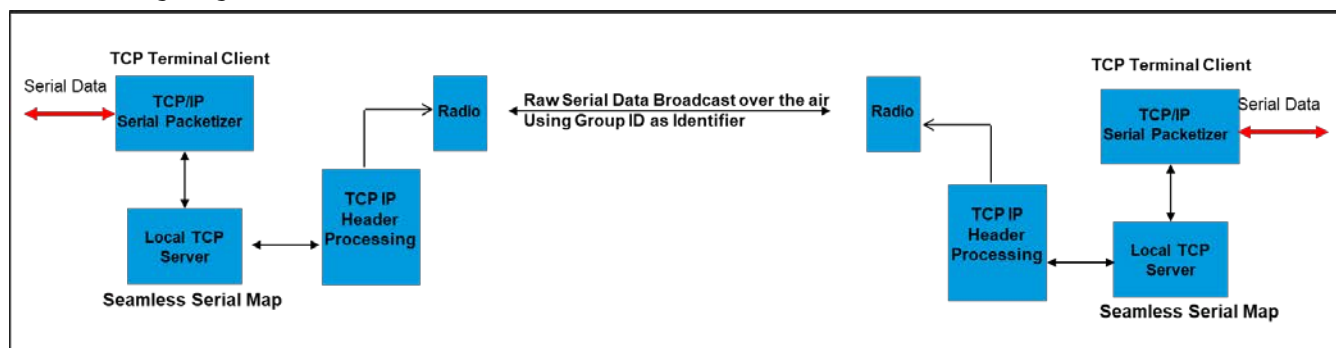 TCP Terminal Client
Serial Data
TCP/IP
Serial Packetizer
Local TCP
Server
Seamless Serial Map
TCP IP
Header
Processing
Radio
Raw Serial Data Broadcast over the air
Using Group ID as Identifier
Radio
TCP IP
Header
Processing
TCP Terminal Client
TCP/IP
Serial Packetizer
Serial Data
Local TCP
Server
Seamless Serial Map